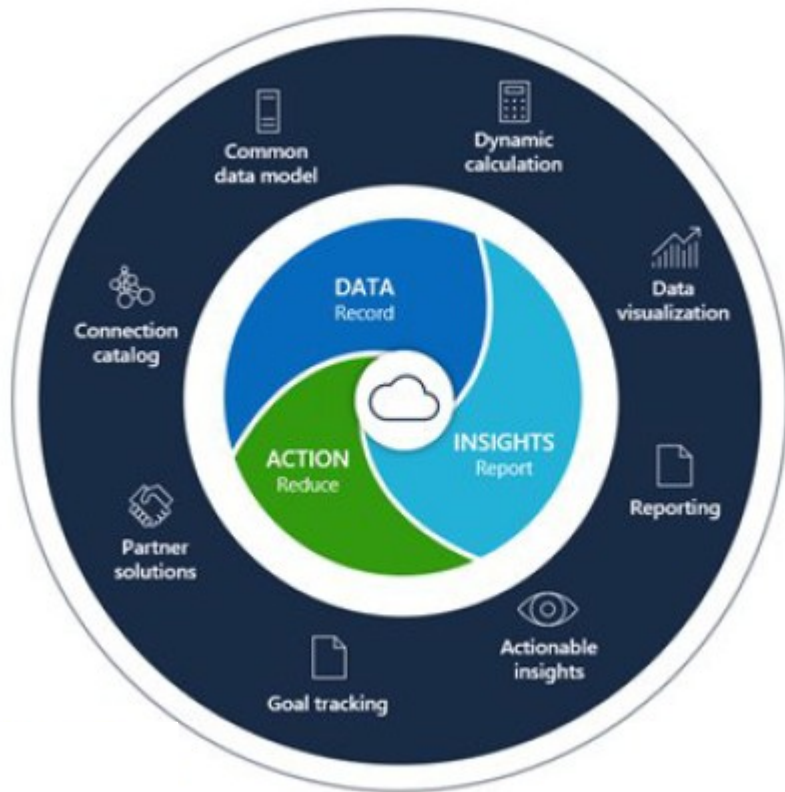 Common
data model
Dynamic
calculation
Data
visualization
Reporting
Actionable
insights
Goal tracking
Partner
solutions
Connection
catalog
DATA
Record
INSIGHTS
Report
ACTION
Reduce